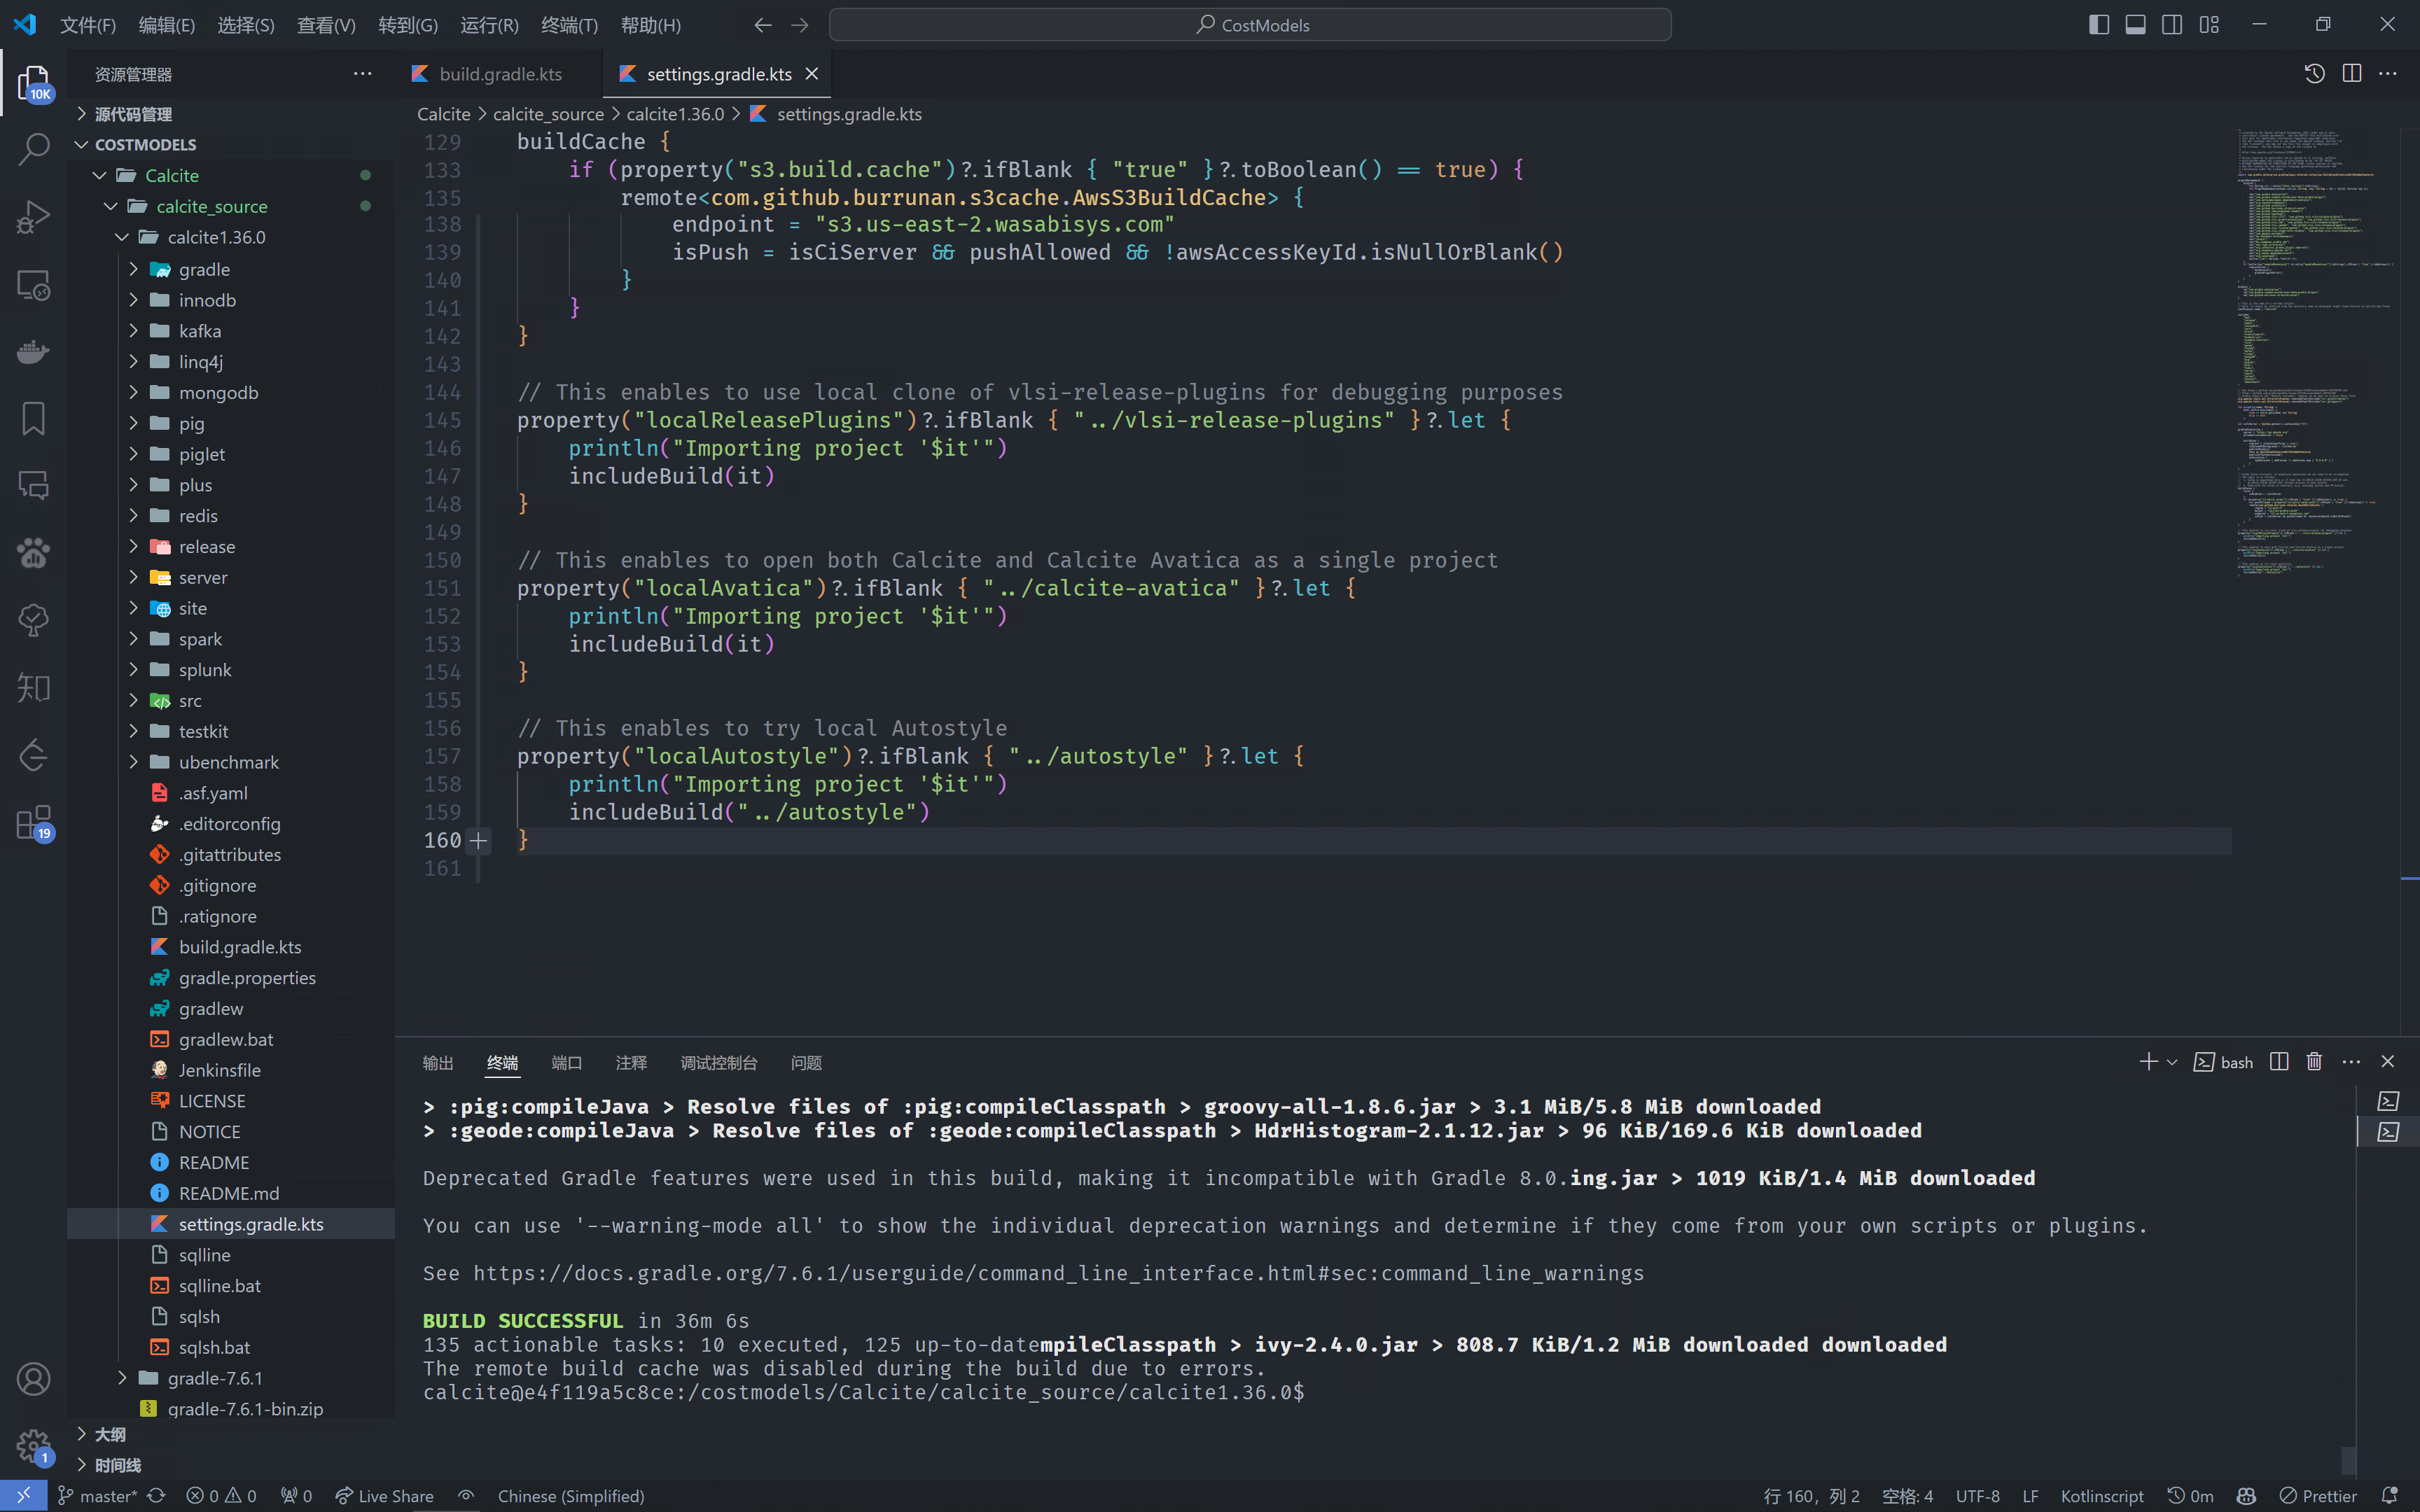 文件(F) 编辑(E) 选择(S) 查看(V) 转到(G) 运行(R) 终端(T) 帮助(H)
CostModels
资源管理器
build.gradle.kts
settings.gradle.kts
10K
源代码管理
COSTMODELS
Calcite
calcite_source
calcite1.36.0
gradle
innodb
kafka
linq4j
mongodb
pig
piglet
plus
redis
release
server
site
spark
splunk
src
testkit
ubenchmark
.asf.yaml
.editorconfig
.gitattributes
.gitignore
.ratignore
build.gradle.kts
gradle.properties
gradlew
gradlew.bat
Jenkinsfile
LICENSE
NOTICE
README
README.md
settings.gradle.kts
sqlline
sqlline.bat
sqlsh
sqlsh.bat
gradle-7.6.1
gradle-7.6.1-bin.zip
大纲
时间线
知
19
1
Calcite > calcite_source > calcite1.36.0 > settings.gradle.kts
129 buildCache {
133 if (property("s3.build.cache")?.ifBlank { "true" }?.toBoolean() == true) {
135 remote<com.github.burrunan.s3cache.AwsS3BuildCache> {
138 endpoint = "s3.us-east-2.wasabisys.com"
139 isPush = isCiServer && pushAllowed && !awsAccessKeyId.isNullOrBlank()
140 }
141 }
142 }
143
144 // This enables to use local clone of vlsi-release-plugins for debugging purposes
145 property("localReleasePlugins")?.ifBlank { "../vlsi-release-plugins" }?.let {
146 println("Importing project '$it'")
147 includeBuild(it)
148 }
149
150 // This enables to open both Calcite and Calcite Avatica as a single project
151 property("localAvatica")?.ifBlank { "../calcite-avatica" }?.let {
152 println("Importing project '$it'")
153 includeBuild(it)
154 }
155
156 // This enables to try local Autostyle
157 property("localAutostyle")?.ifBlank { "../autostyle" }?.let {
158 println("Importing project '$it'")
159 includeBuild("../autostyle")
160 }
161
输出 终端 端口 注释 调试控制台 问题
bash
> :pig:compileJava > Resolve files of :pig:compileClasspath > groovy-all-1.8.6.jar > 3.1 MiB/5.8 MiB downloaded
> :geode:compileJava > Resolve files of :geode:compileClasspath > HdrHistogram-2.1.12.jar > 96 KiB/169.6 KiB downloaded
Deprecated Gradle features were used in this build, making it incompatible with Gradle 8.0.ing.jar > 1019 KiB/1.4 MiB downloaded
You can use '--warning-mode all' to show the individual deprecation warnings and determine if they come from your own scripts or plugins.
See https://docs.gradle.org/7.6.1/userguide/command_line_interface.html#sec:command_line_warnings
BUILD SUCCESSFUL in 36m 6s
135 actionable tasks: 10 executed, 125 up-to-datempileClasspath > ivy-2.4.0.jar > 808.7 KiB/1.2 MiB downloaded downloaded
The remote build cache was disabled during the build due to errors.
calcite@e4f119a5c8ce:/costmodels/Calcite/calcite_source/calcite1.36.0$
master* 0 0 0 Live Share Chinese (Simplified) 行 160，列 2 空格: 4 UTF-8 LF Kotlinscript 0m Prettier